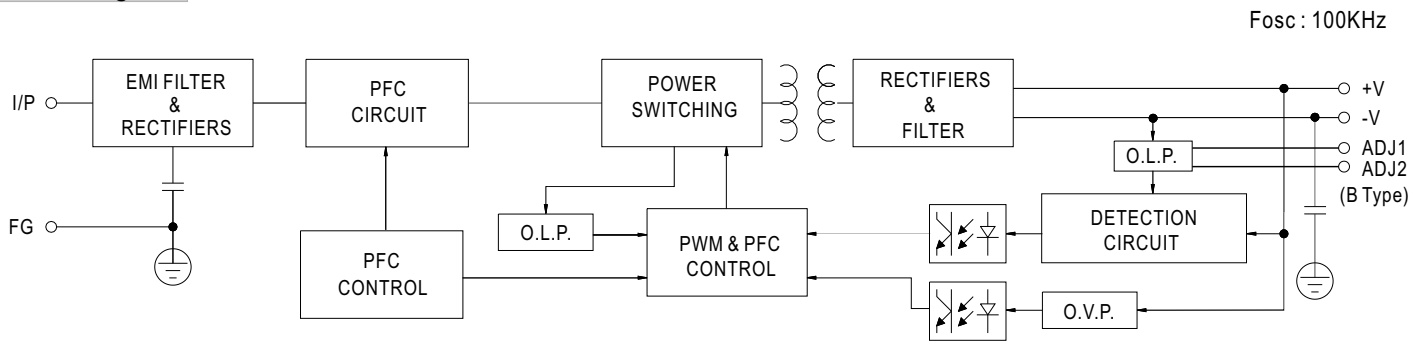 Fosc : 100KHz
I/P
EMI FILTER
&
RECTIFIERS
PFC
CIRCUIT
POWER
SWITCHING
RECTIFIERS
&
FILTER
+V
-V
O.L.P.
ADJ1
ADJ2
(B Type)
FG
O.L.P.
PFC
CONTROL
PWM & PFC
CONTROL
DETECTION
CIRCUIT
O.V.P.